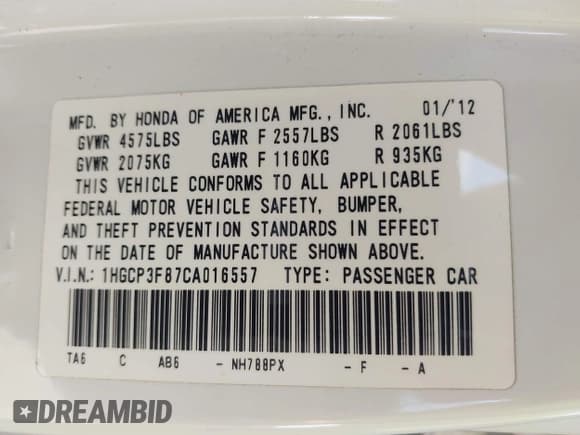 MFD. BY HONDA OF AMERICA MFG., INC. 01/'12
GVWR 4575LBS GAWR F 2557LBS R 2061LBS
GVWR 2075KG GAWR F 1160KG R 935KG
THIS VEHICLE CONFORMS TO ALL APPLICABLE
FEDERAL MOTOR VEHICLE SAFETY, BUMPER,
AND THEFT PREVENTION STANDARDS IN EFFECT
ON THE DATE OF MANUFACTURE SHOWN ABOVE.
V.I.N.: 1HGCP3F87CA016557 TYPE: PASSENGER CAR
TA6 C AB6 - NH788PX - F - A
DREAMBID